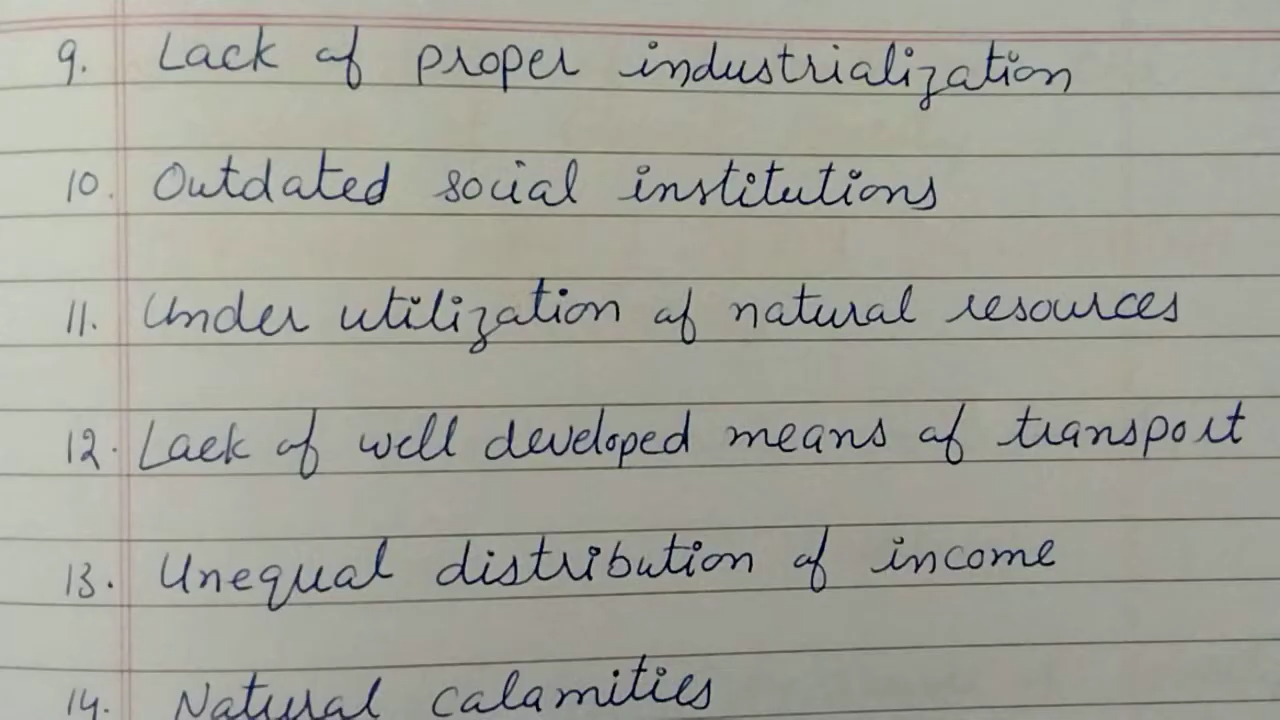 9. Lack of proper industrialization
10. Outdated social institutions
11. Under utilization of natural resources
12. Lack of well developed means of transport
13. Unequal distribution of income
14. Natural calamities